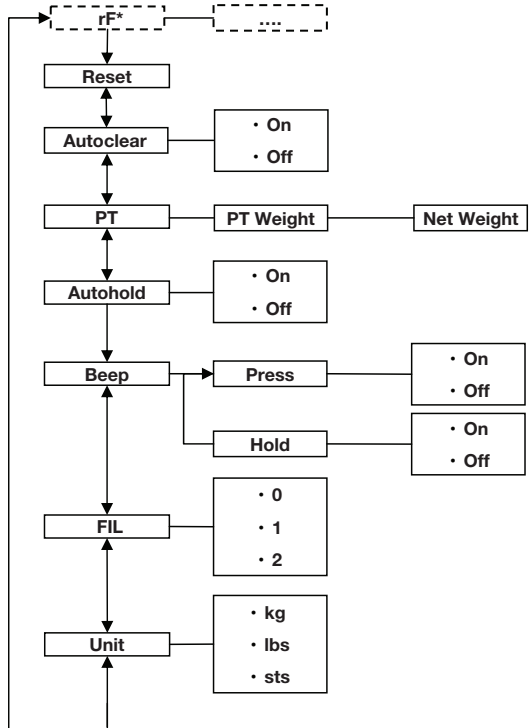 rF*
....
Reset
Autoclear
· On
· Off
PT
PT Weight
Net Weight
Autohold
· On
· Off
Beep
Press
· On
· Off
Hold
· On
· Off
FIL
· 0
· 1
· 2
Unit
· kg
· lbs
· sts